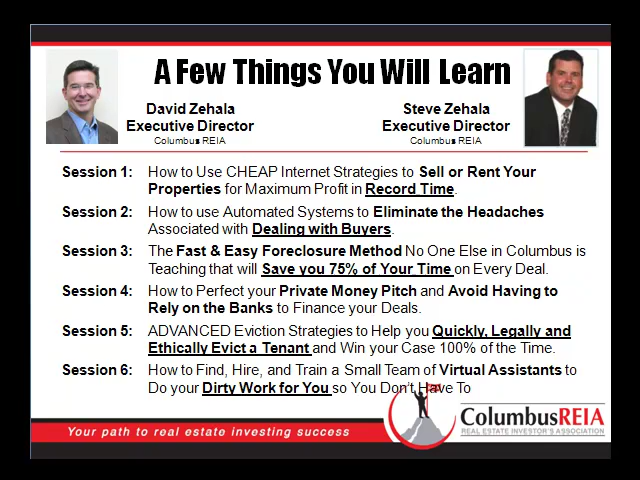 A Few Things You Will Learn
David Zehala
Executive Director
Columbus REIA
Steve Zehala
Executive Director
Columbus REIA
Session 1: How to Use CHEAP Internet Strategies to Sell or Rent Your
Properties for Maximum Profit in Record Time.
Session 2: How to use Automated Systems to Eliminate the Headaches
Associated with Dealing with Buyers.
Session 3: The Fast & Easy Foreclosure Method No One Else in Columbus is
Teaching that will Save you 75% of Your Time on Every Deal.
Session 4: How to Perfect your Private Money Pitch and Avoid Having to
Rely on the Banks to Finance your Deals.
Session 5: ADVANCED Eviction Strategies to Help you Quickly, Legally and
Ethically Evict a Tenant and Win your Case 100% of the Time.
Session 6: How to Find, Hire, and Train a Small Team of Virtual Assistants to
Do your Dirty Work for You so You Don't Have To
ColumbusREIA
REAL ESTATE INVESTOR'S ASSOCIATION
Your path to real estate investing success